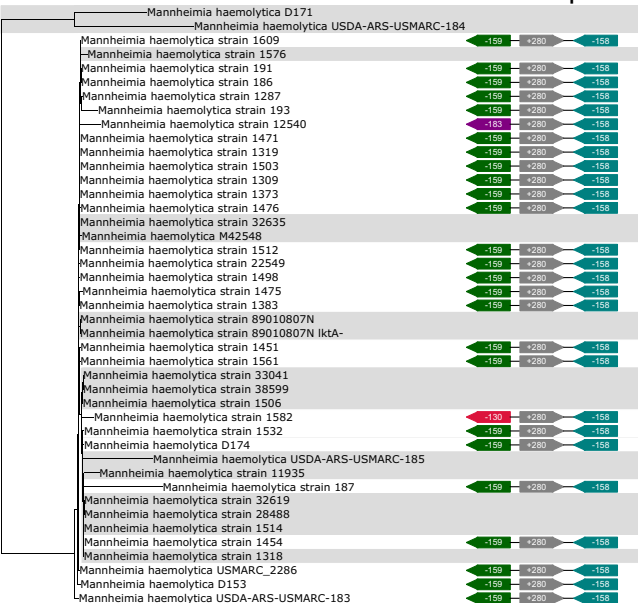 Mannheimia haemolytica D171
Mannheimia haemolytica USDA-ARS-USMARC-184
Mannheimia haemolytica strain 1609 -159 +280 -158
Mannheimia haemolytica strain 1576
Mannheimia haemolytica strain 191 -159 +280 -158
Mannheimia haemolytica strain 186 -159 +280 -158
Mannheimia haemolytica strain 1287 -159 +280 -158
Mannheimia haemolytica strain 193 -159 +280 -158
Mannheimia haemolytica strain 12540 -183 +280 -158
Mannheimia haemolytica strain 1471 -159 +280 -158
Mannheimia haemolytica strain 1319 -159 +280 -158
Mannheimia haemolytica strain 1503 -159 +280 -158
Mannheimia haemolytica strain 1309 -159 +280 -158
Mannheimia haemolytica strain 1373 -159 +280 -158
Mannheimia haemolytica strain 1476 -159 +280 -158
Mannheimia haemolytica strain 32635
Mannheimia haemolytica M42548
Mannheimia haemolytica strain 1512 -159 +280 -158
Mannheimia haemolytica strain 22549 -159 +280 -158
Mannheimia haemolytica strain 1498 -159 +280 -158
Mannheimia haemolytica strain 1475 -159 +280 -158
Mannheimia haemolytica strain 1383 -159 +280 -158
Mannheimia haemolytica strain 89010807N
Mannheimia haemolytica strain 89010807N lktA-
Mannheimia haemolytica strain 1451 -159 +280 -158
Mannheimia haemolytica strain 1561 -159 +280 -158
Mannheimia haemolytica strain 33041
Mannheimia haemolytica strain 38599
Mannheimia haemolytica strain 1506
Mannheimia haemolytica strain 1582 -130 +280 -158
Mannheimia haemolytica strain 1532 -159 +280 -158
Mannheimia haemolytica D174 -159 +280 -158
Mannheimia haemolytica USDA-ARS-USMARC-185
Mannheimia haemolytica strain 11935
Mannheimia haemolytica strain 187 -159 +280 -158
Mannheimia haemolytica strain 32619
Mannheimia haemolytica strain 28488
Mannheimia haemolytica strain 1514
Mannheimia haemolytica strain 1454 -159 +280 -158
Mannheimia haemolytica strain 1318
Mannheimia haemolytica USMARC_2286 -159 +280 -158
Mannheimia haemolytica D153 -159 +280 -158
Mannheimia haemolytica USDA-ARS-USMARC-183 -159 +280 -158